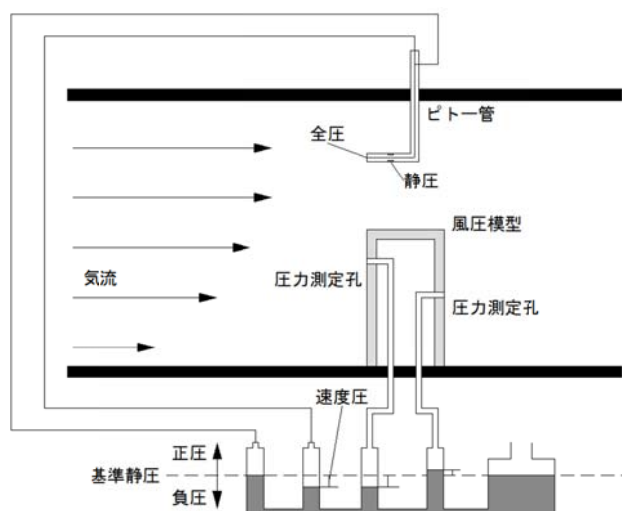 ピトー管
全圧
静圧
風圧模型
圧力測定孔
気流
圧力測定孔
速度圧
正圧
基準静圧
負圧